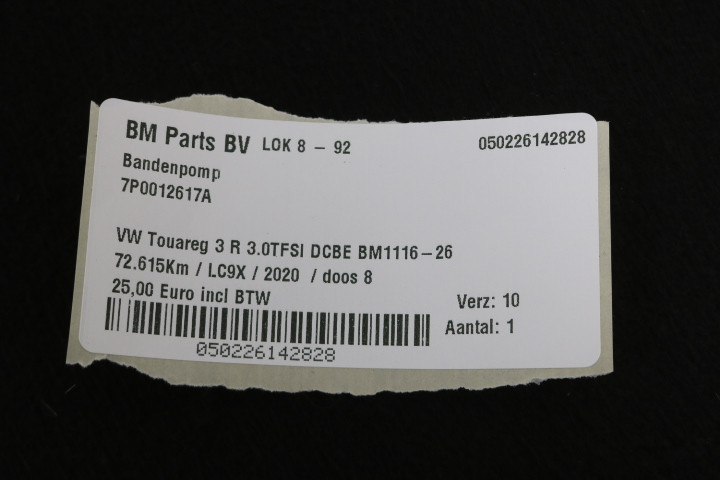 BM Parts BV LOK 8 - 92 050226142828
Bandenpomp
7P0012617A
VW Touareg 3 R 3.0TFSI DCBE BM1116-26
72.615Km / LC9X / 2020 / doos 8
25,00 Euro incl BTW Verz: 10
Aantal: 1
050226142828